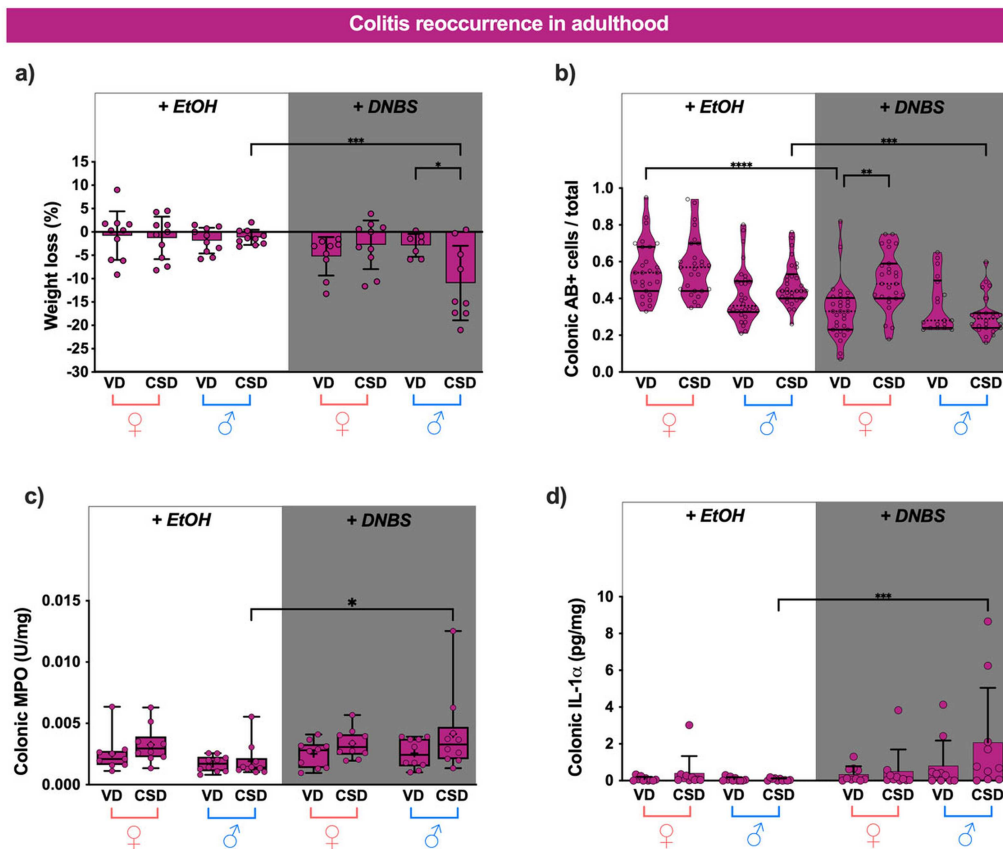 Colitis reoccurrence in adulthood
a)
+ EtOH
+ DNBS
***
*
Weight loss (%)
15
10
5
0
-5
-10
-15
-20
-25
-30
VD CSD VD CSD VD CSD VD CSD
♀ ♂ ♀ ♂
b)
+ EtOH
+ DNBS
****
***
**
Colonic AB+ cells / total
1.0
0.8
0.6
0.4
0.2
0.0
VD CSD VD CSD VD CSD VD CSD
♀ ♂ ♀ ♂
c)
+ EtOH
+ DNBS
*
Colonic MPO (U/mg)
0.015
0.010
0.005
0.000
VD CSD VD CSD VD CSD VD CSD
♀ ♂ ♀ ♂
d)
+ EtOH
+ DNBS
***
Colonic IL-1α (pg/mg)
10
8
6
4
2
0
VD CSD VD CSD VD CSD VD CSD
♀ ♂ ♀ ♂